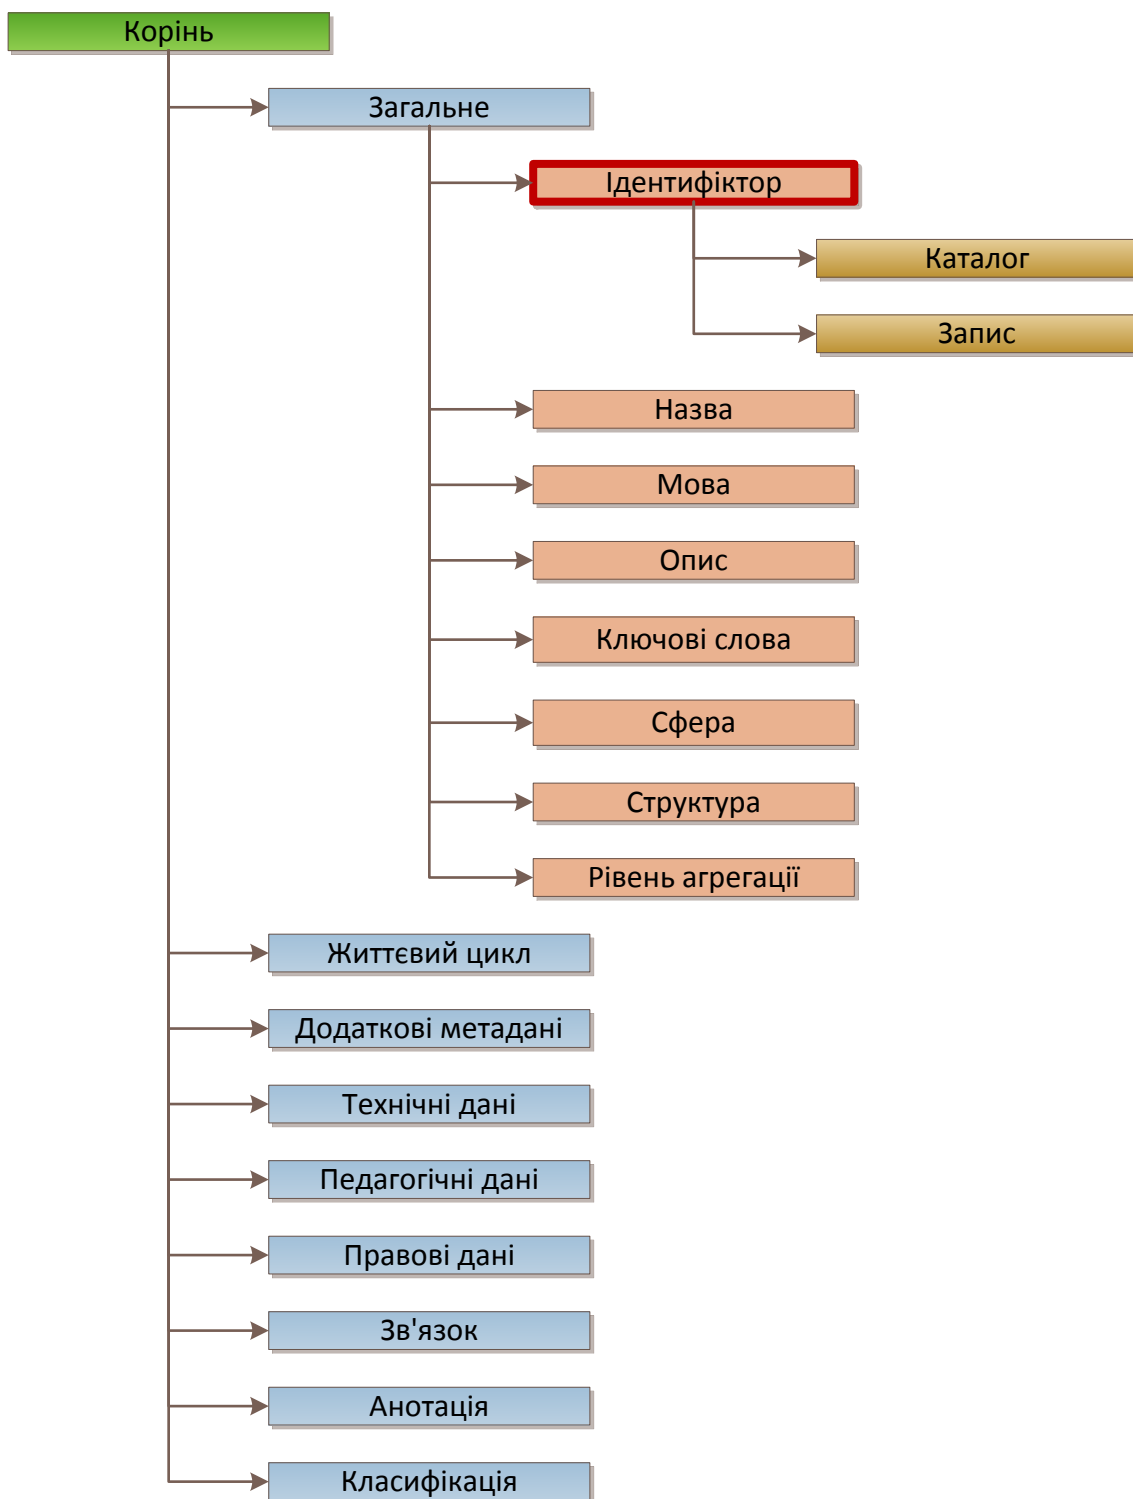 Корінь
Загальне
Ідентифіктор
Каталог
Запис
Назва
Мова
Опис
Ключові слова
Сфера
Структура
Рівень агрегації
Життєвий цикл
Додаткові метадані
Технічні дані
Педагогічні дані
Правові дані
Зв'язок
Анотація
Класифікація